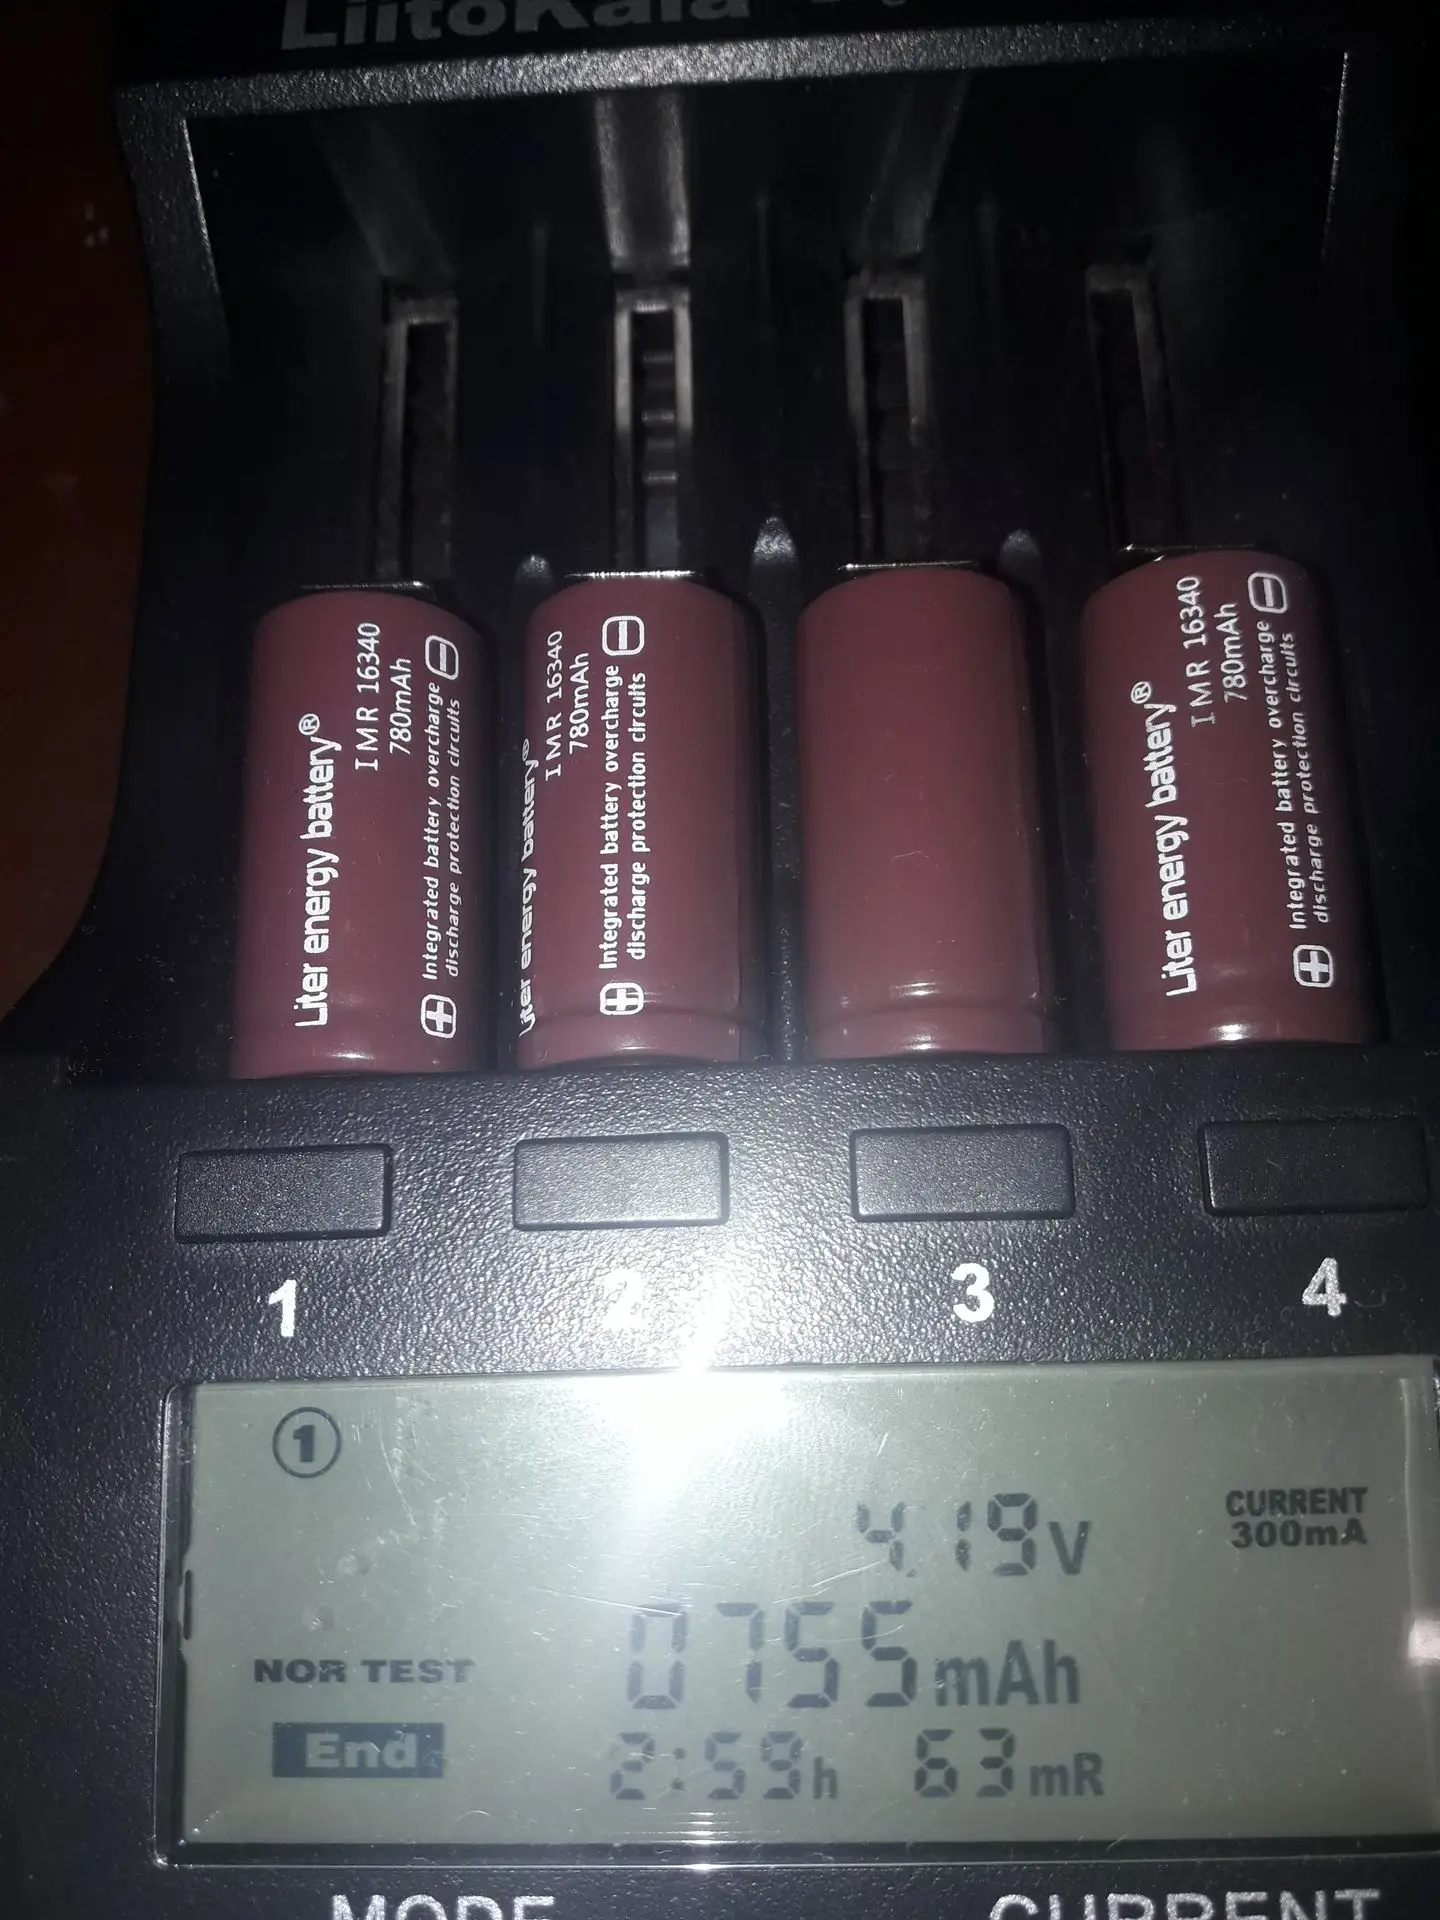 LiitoKala
Liter energy battery®
IMR 16340
780mAh
Integrated battery overcharge
discharge protection circuits
Liter energy battery®
IMR 16340
780mAh
Integrated battery overcharge
discharge protection circuits
Liter energy battery®
IMR 16340
780mAh
Integrated battery overcharge
discharge protection circuits
1 2 3 4
1
4.19V
CURRENT
300mA
NOR TEST
0755mAh
End
2:59h 63mR
MODE CURRENT